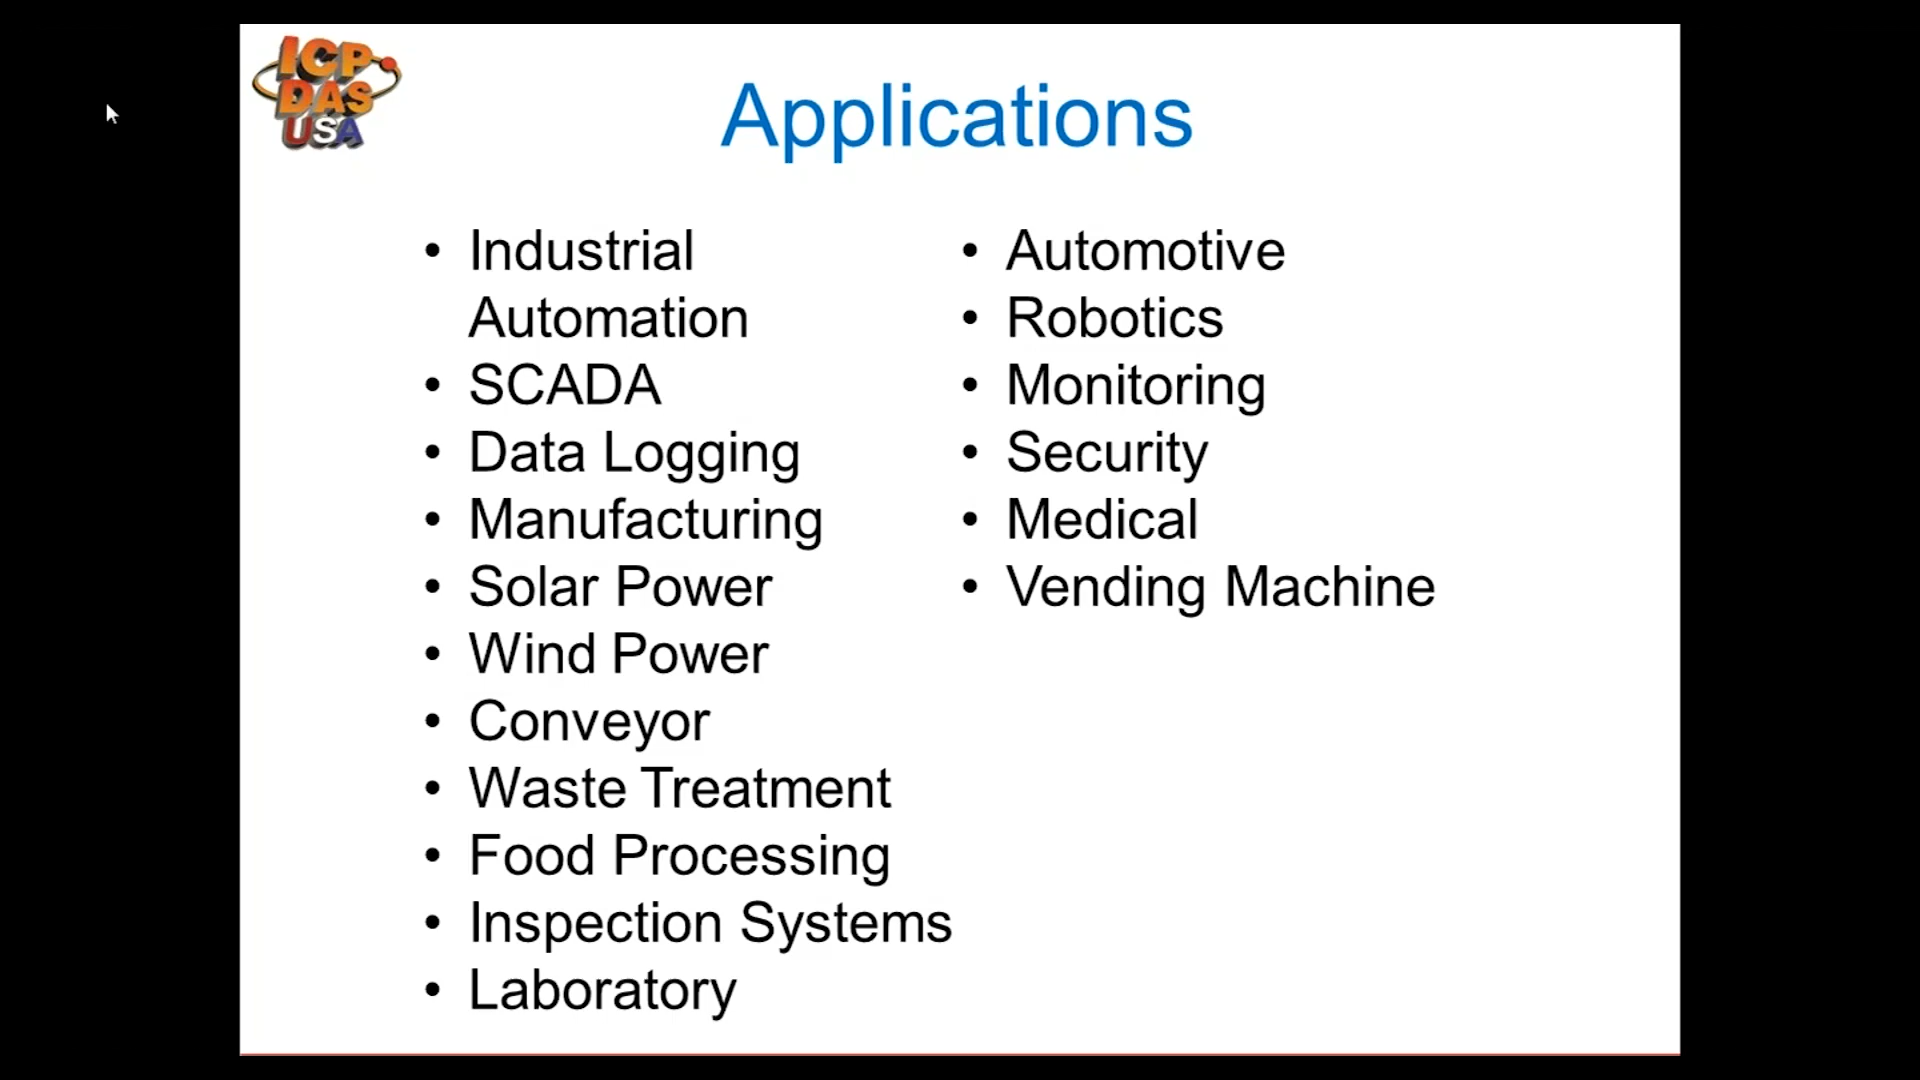 ICP
DAS
USA
Applications
• Industrial
Automation
• SCADA
• Data Logging
• Manufacturing
• Solar Power
• Wind Power
• Conveyor
• Waste Treatment
• Food Processing
• Inspection Systems
• Laboratory
• Automotive
• Robotics
• Monitoring
• Security
• Medical
• Vending Machine